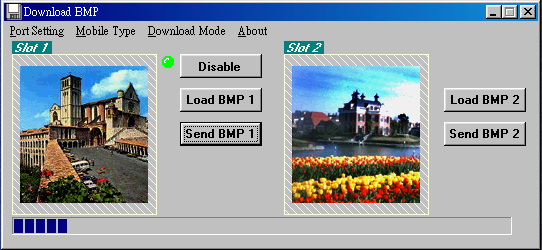 Download BMP
Port Setting Mobile Type Download Mode About
Slot 1
Slot 2
Disable
Load BMP 1
Load BMP 2
Send BMP 1
Send BMP 2